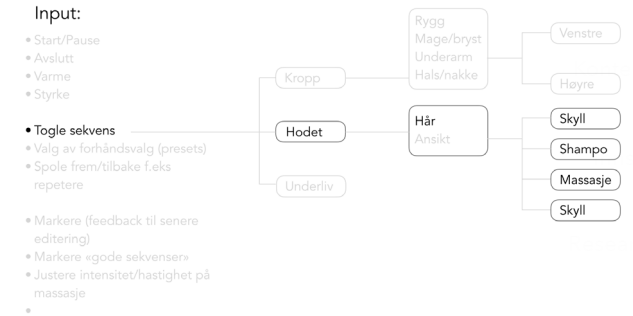 Input:
• Start/Pause
• Avslutt
• Varme
• Styrke
• Togle sekvens
• Valg av forhåndsvalg (presets)
• Spole frem/tilbake f.eks
repetere
• Markere (feedback til senere
editering)
• Markere «gode sekvenser»
• Justere intensitet/hastighet på
massasje
•
Kropp
Hodet
Underliv
Rygg
Mage/bryst
Underarm
Hals/nakke
Hår
Ansikt
Venstre
Høyre
Skyll
Shampo
Massasje
Skyll